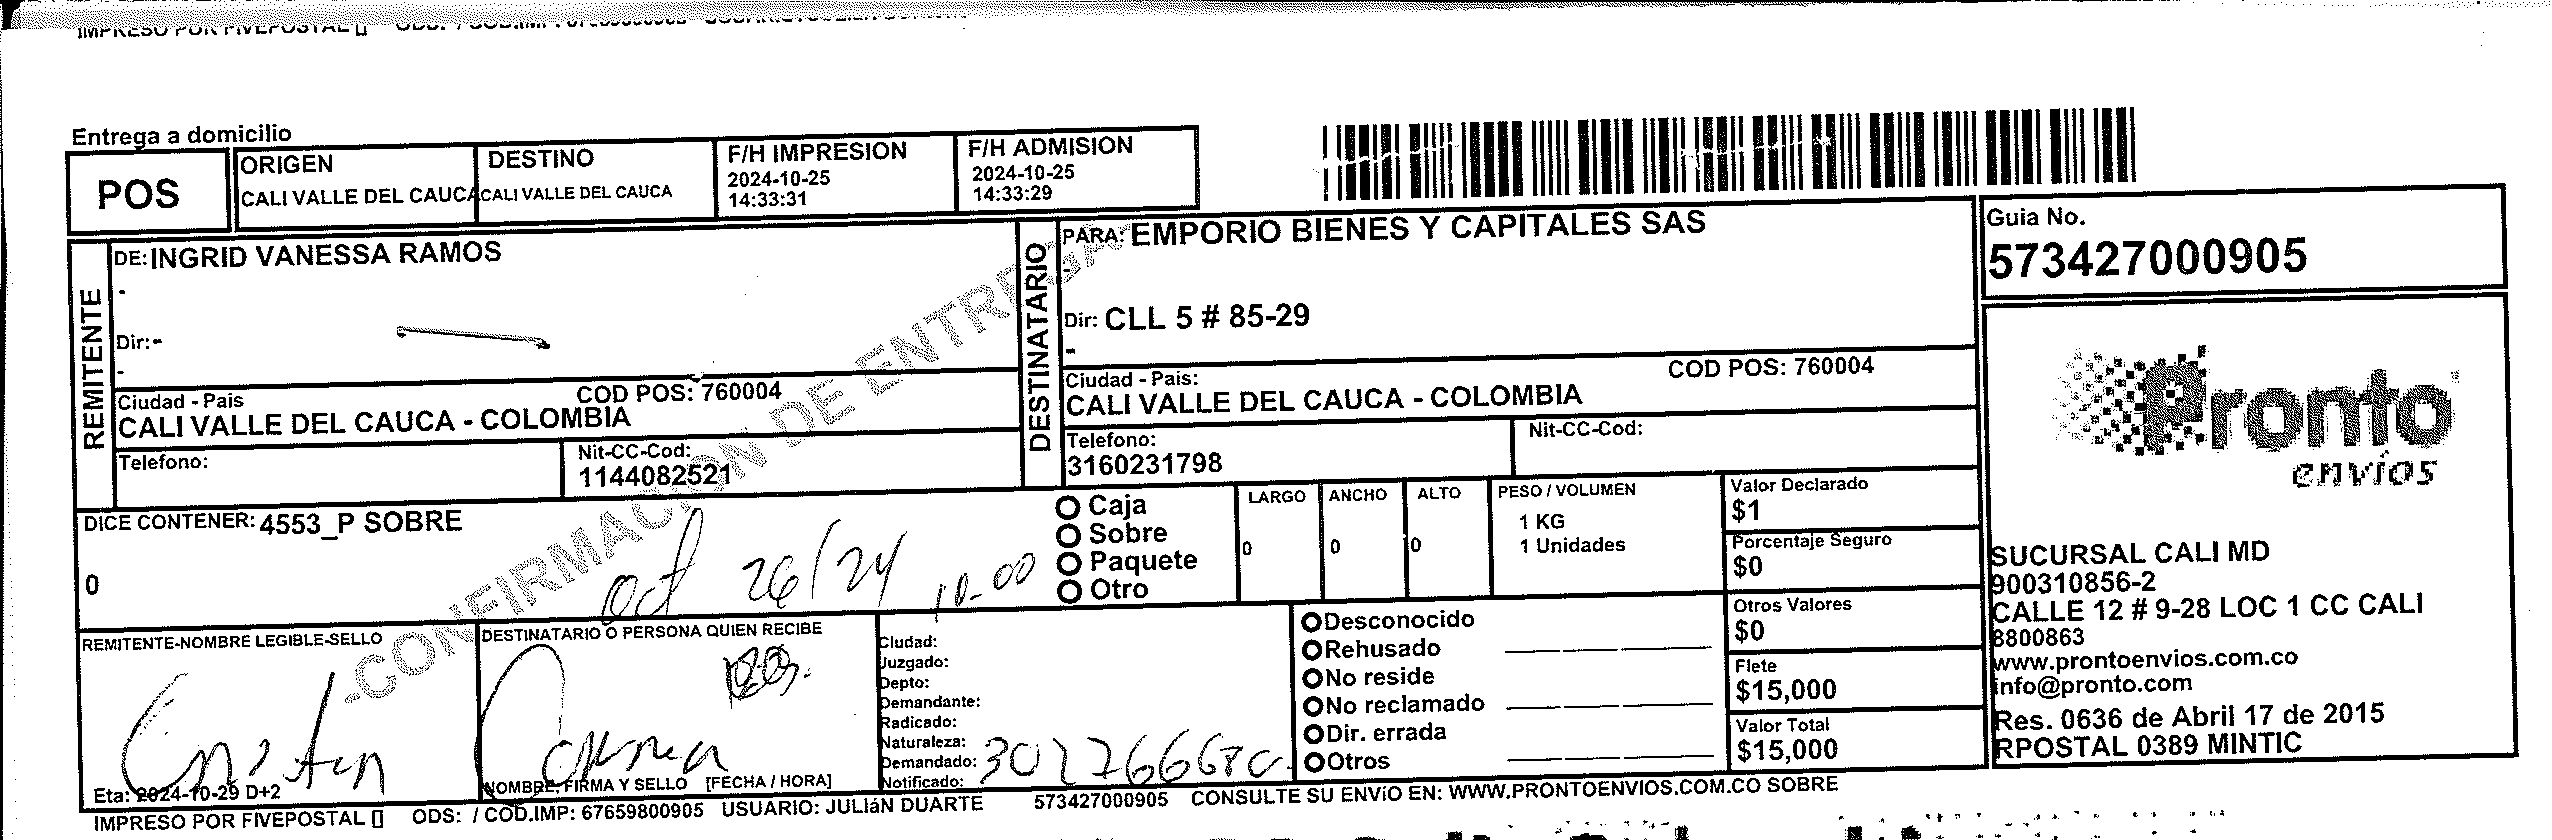 IMPRESO POR FIVEPOSTAL []
Entrega a domicilio
POS
ORIGEN
CALI VALLE DEL CAUCA
DESTINO
CALI VALLE DEL CAUCA
F/H IMPRESION
2024-10-25
14:33:31
F/H ADMISION
2024-10-25
14:33:29
REMITENTE
DE: INGRID VANESSA RAMOS
-
Dir:-
-
Ciudad - Pais
COD POS: 760004
CALI VALLE DEL CAUCA - COLOMBIA
Telefono:
Nit-CC-Cod:
1144082521
DESTINATARIO
PARA: EMPORIO BIENES Y CAPITALES SAS
-
Dir: CLL 5 # 85-29
-
Ciudad - Pais:
COD POS: 760004
CALI VALLE DEL CAUCA - COLOMBIA
Telefono:
3160231798
Nit-CC-Cod:
Guia No.
573427000905
Pronto
envíos
SUCURSAL CALI MD
900310856-2
CALLE 12 # 9-28 LOC 1 CC CALI
8800863
www.prontoenvios.com.co
info@pronto.com
Res. 0636 de Abril 17 de 2015
RPOSTAL 0389 MINTIC
-CONFIRMACION DE ENTREGA-
DICE CONTENER: 4553_P SOBRE
0
oct 26/24 10-00
Caja
Sobre
Paquete
Otro
LARGO
0
ANCHO
0
ALTO
0
PESO / VOLUMEN
1 KG
1 Unidades
Valor Declarado
$1
Porcentaje Seguro
$0
Otros Valores
$0
Flete
$15,000
Valor Total
$15,000
REMITENTE-NOMBRE LEGIBLE-SELLO
Eta: 2024-10-29 D+2
DESTINATARIO O PERSONA QUIEN RECIBE
NOMBRE, FIRMA Y SELLO [FECHA / HORA]
Ciudad:
Juzgado:
Depto:
Demandante:
Radicado:
Naturaleza:
Demandado:
Notificado:
Desconocido
Rehusado
No reside
No reclamado
Dir. errada
Otros
IMPRESO POR FIVEPOSTAL [] ODS: / COD.IMP: 67659800905 USUARIO: JULIáN DUARTE 573427000905 CONSULTE SU ENVíO EN: WWW.PRONTOENVIOS.COM.CO SOBRE